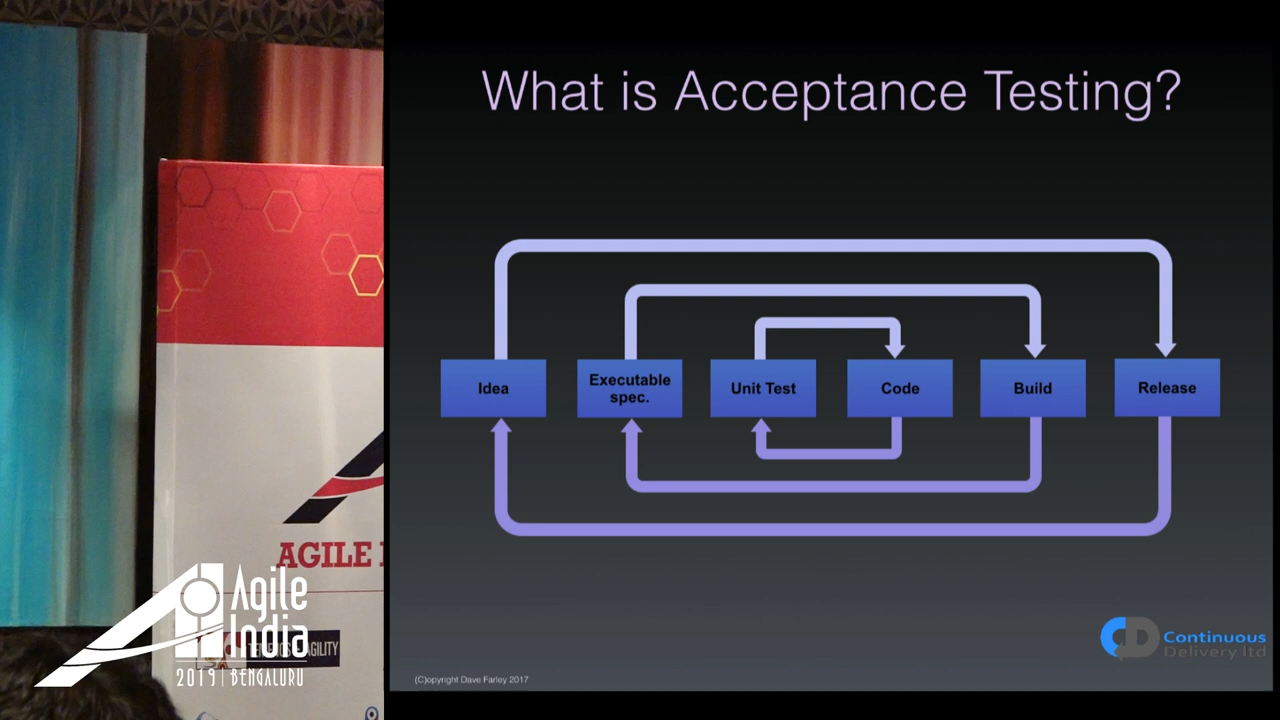 What is Acceptance Testing?
Idea
Executable
spec.
Unit Test
Code
Build
Release
AGILE
Agile
India
2019 | BENGALURU
AGILITY
CD Continuous
Delivery ltd
(C)opyright Dave Farley 2017